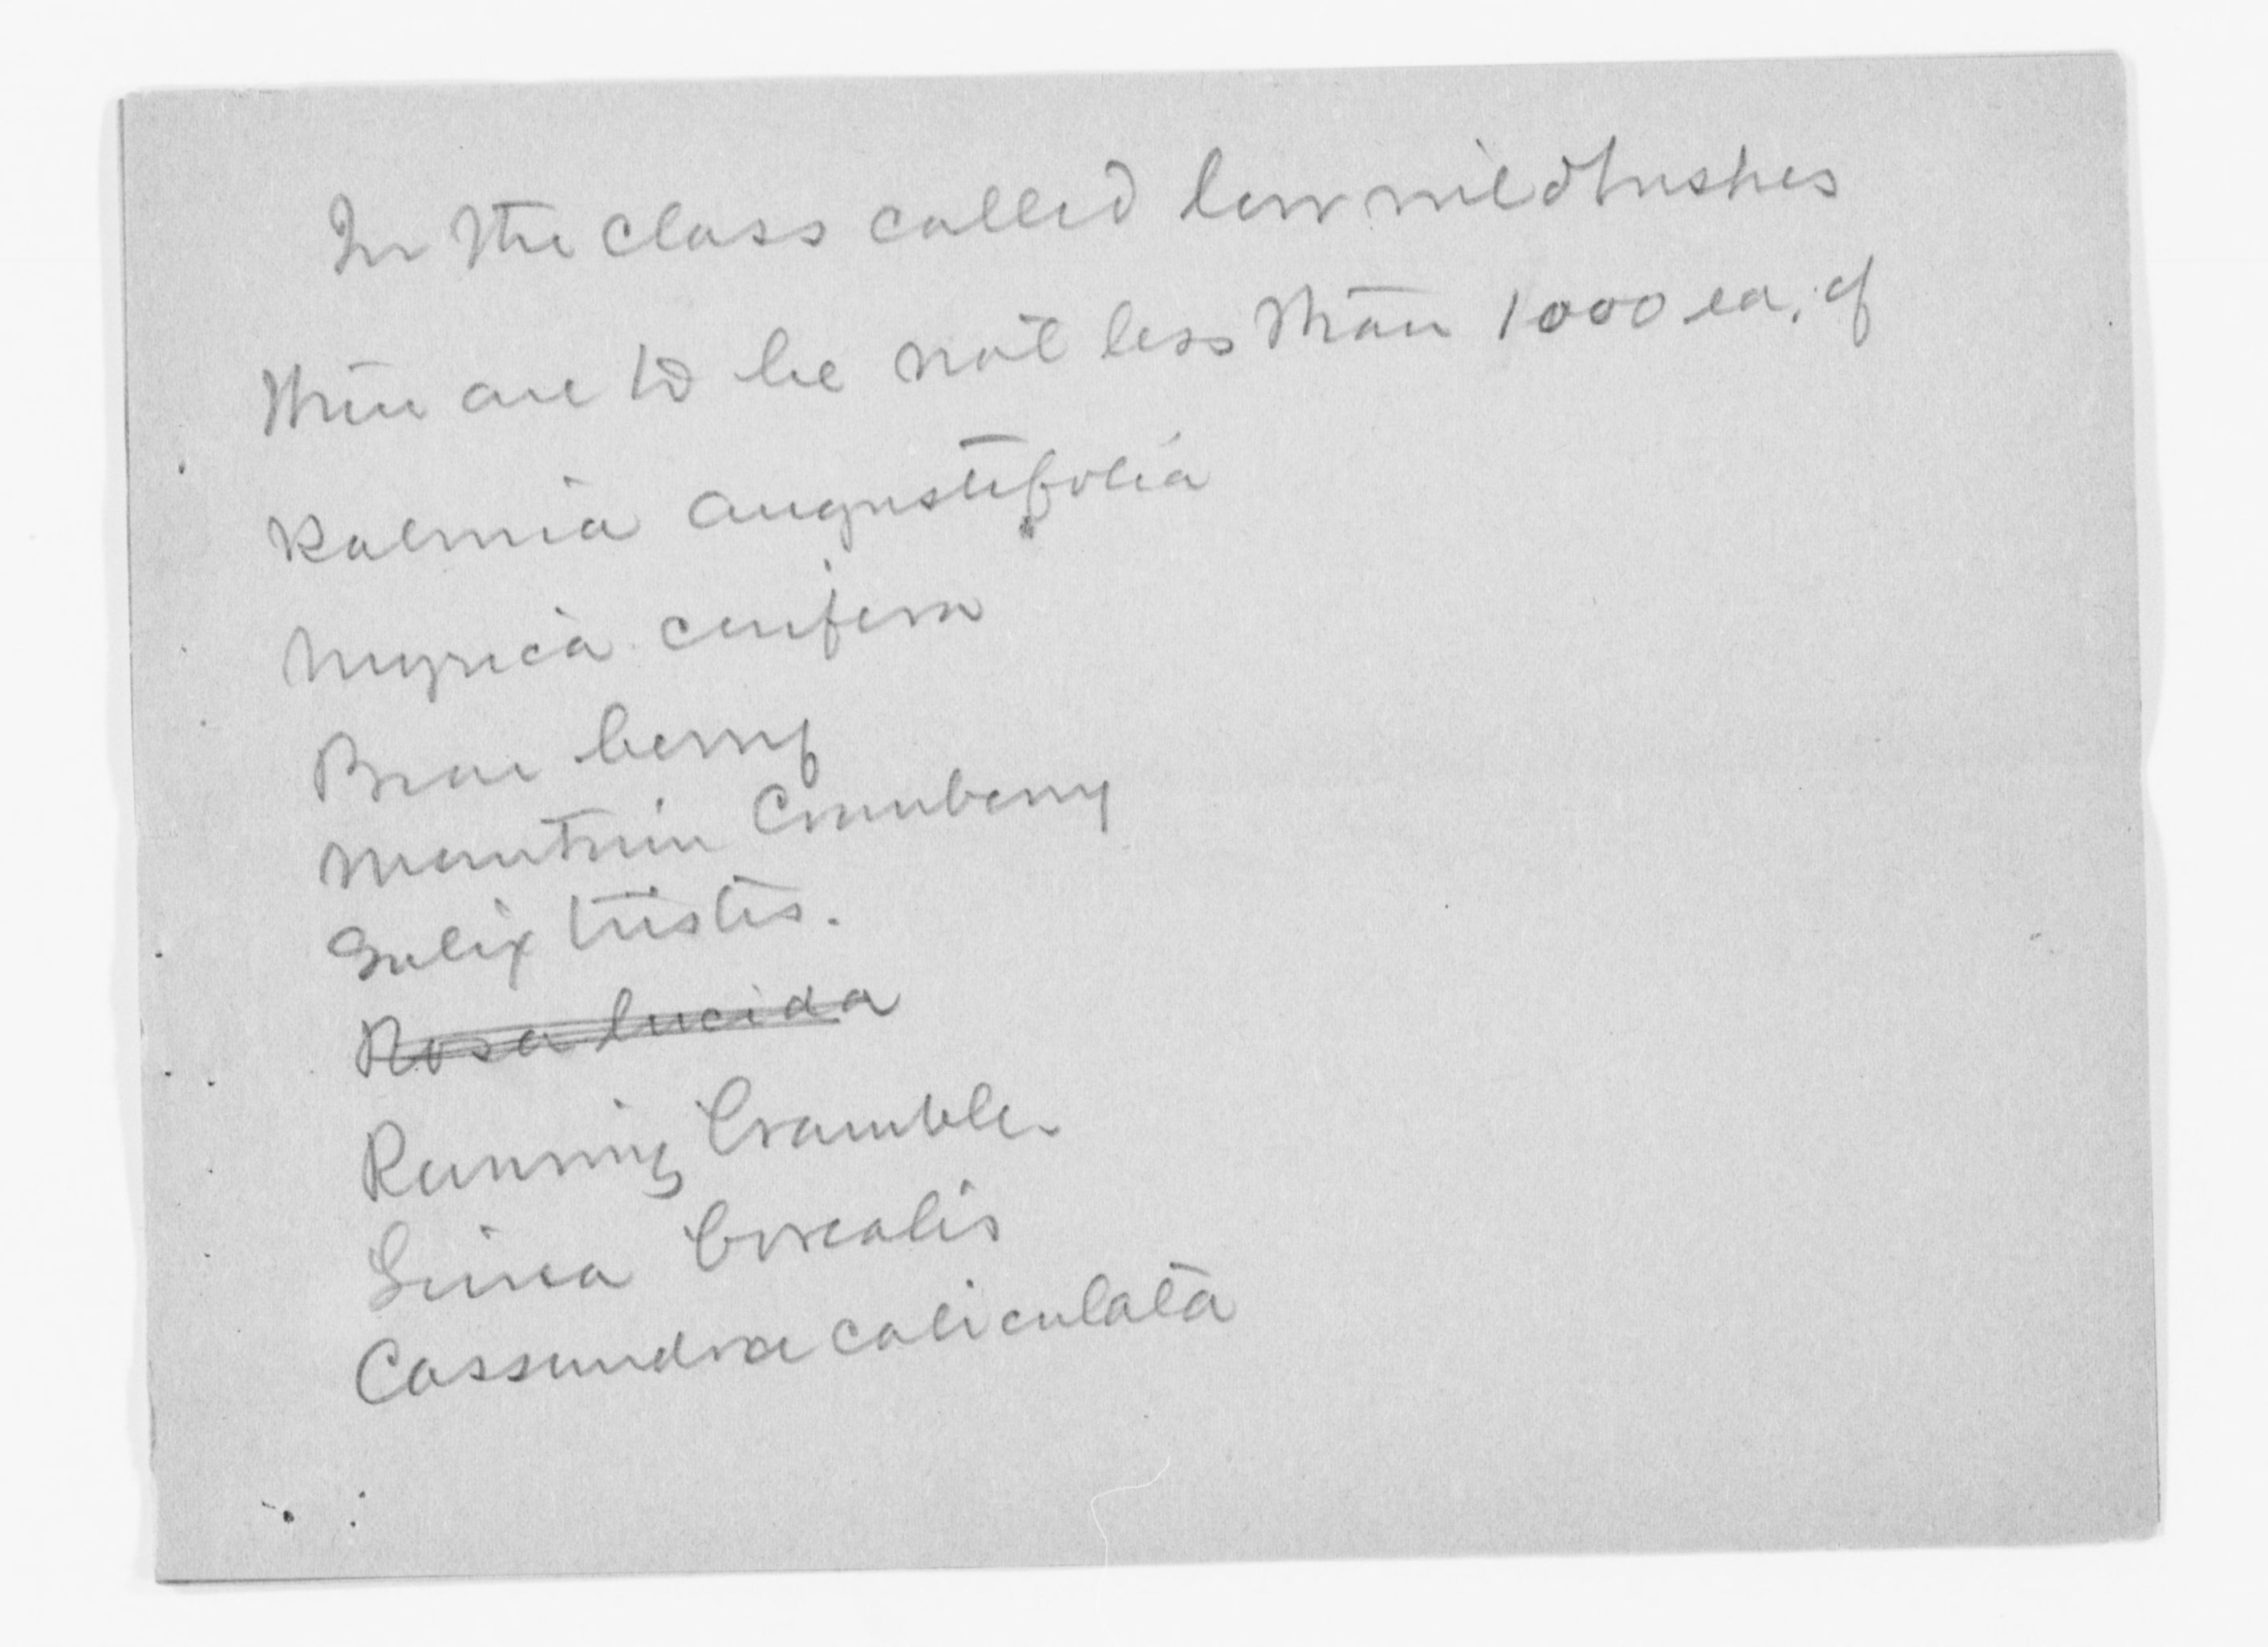 In the class called low wild bushes
there are to be not less than 1000 ea. of
Kalmia angustifolia
Myrica cerifera
Bear berry
Mountain Cranberry
Salix tristis.
Rosa lucida
Running bramble
Linea borealis
Cassandra caliculata